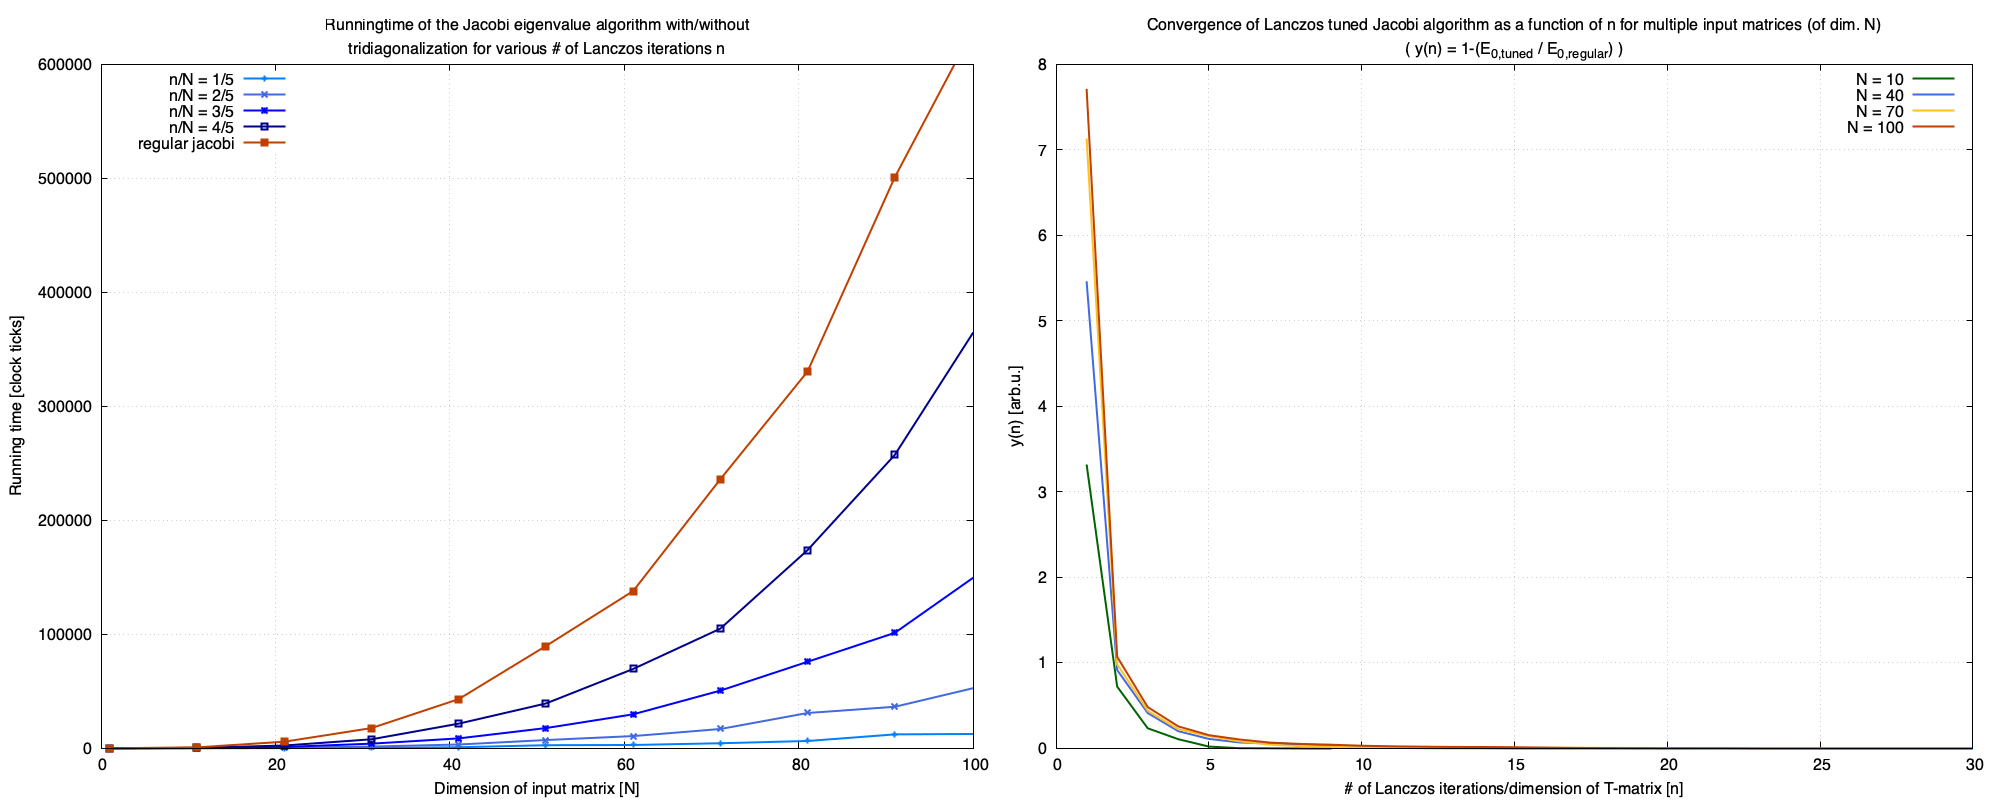 Runningtime of the Jacobi eigenvalue algorithm with/without
tridiagonalization for various # of Lanczos iterations n
600000
500000
400000
300000
200000
100000
0
Running time [clock ticks]
n/N = 1/5
n/N = 2/5
n/N = 3/5
n/N = 4/5
regular jacobi
0 20 40 60 80 100
Dimension of input matrix [N]
Convergence of Lanczos tuned Jacobi algorithm as a function of n for multiple input matrices (of dim. N)
( y(n) = 1-(E0,tuned / E0,regular) )
8
7
6
5
4
3
2
1
0
y(n) [arb.u.]
N = 10
N = 40
N = 70
N = 100
0 5 10 15 20 25 30
# of Lanczos iterations/dimension of T-matrix [n]